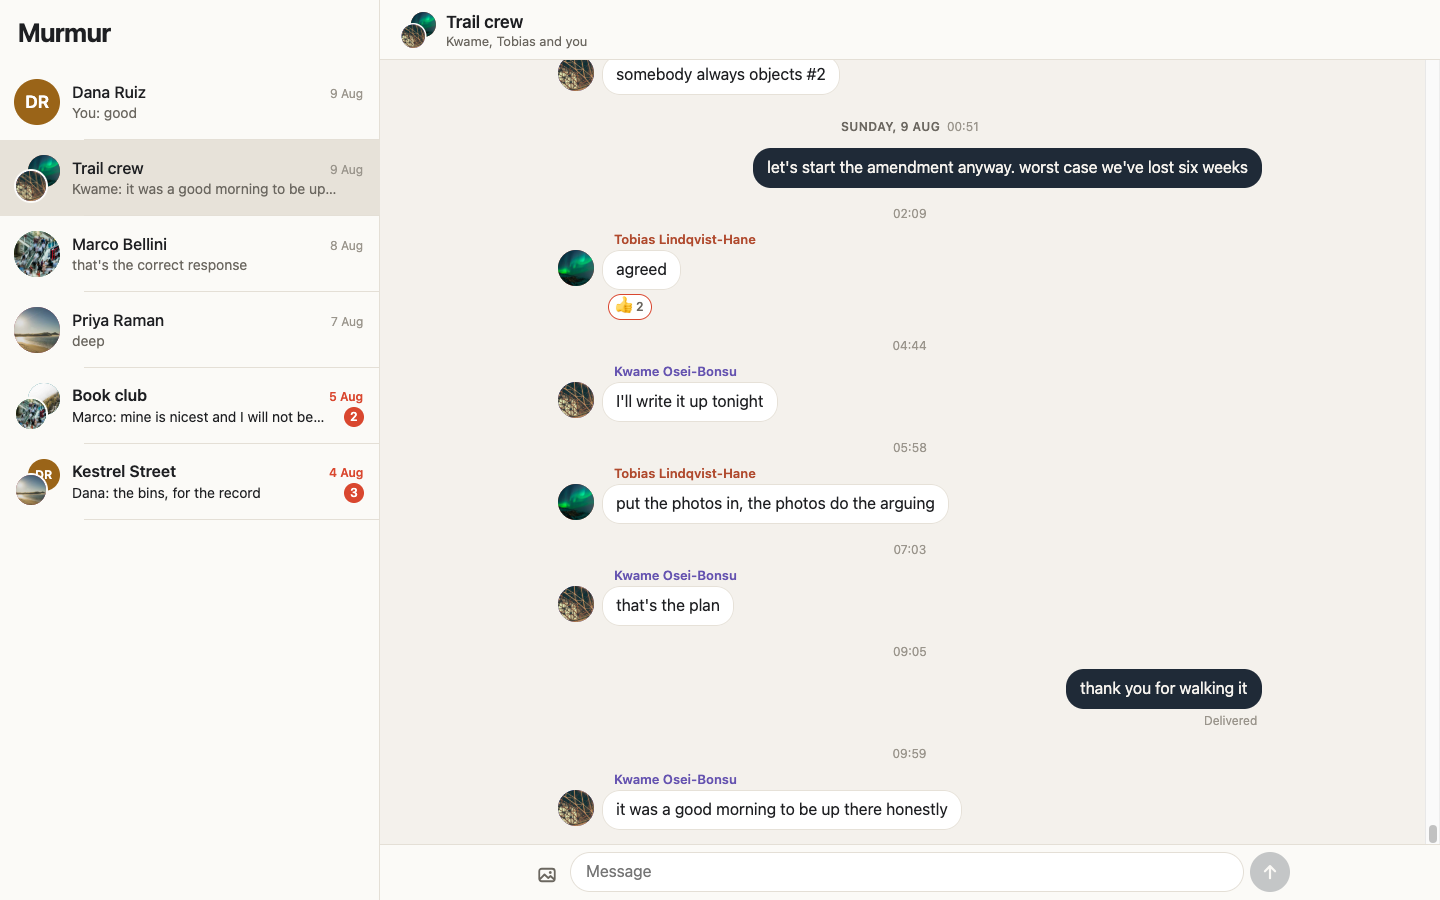 Murmur
DR
Dana Ruiz
9 Aug
You: good
Trail crew
9 Aug
Kwame: it was a good morning to be up...
Marco Bellini
8 Aug
that's the correct response
Priya Raman
7 Aug
deep
Book club
5 Aug
Marco: mine is nicest and I will not be...
2
DR
Kestrel Street
4 Aug
Dana: the bins, for the record
3
Trail crew
Kwame, Tobias and you
somebody always objects #2
SUNDAY, 9 AUG 00:51
let's start the amendment anyway. worst case we've lost six weeks
02:09
Tobias Lindqvist-Hane
agreed
👍 2
04:44
Kwame Osei-Bonsu
I'll write it up tonight
05:58
Tobias Lindqvist-Hane
put the photos in, the photos do the arguing
07:03
Kwame Osei-Bonsu
that's the plan
09:05
thank you for walking it
Delivered
09:59
Kwame Osei-Bonsu
it was a good morning to be up there honestly
Message